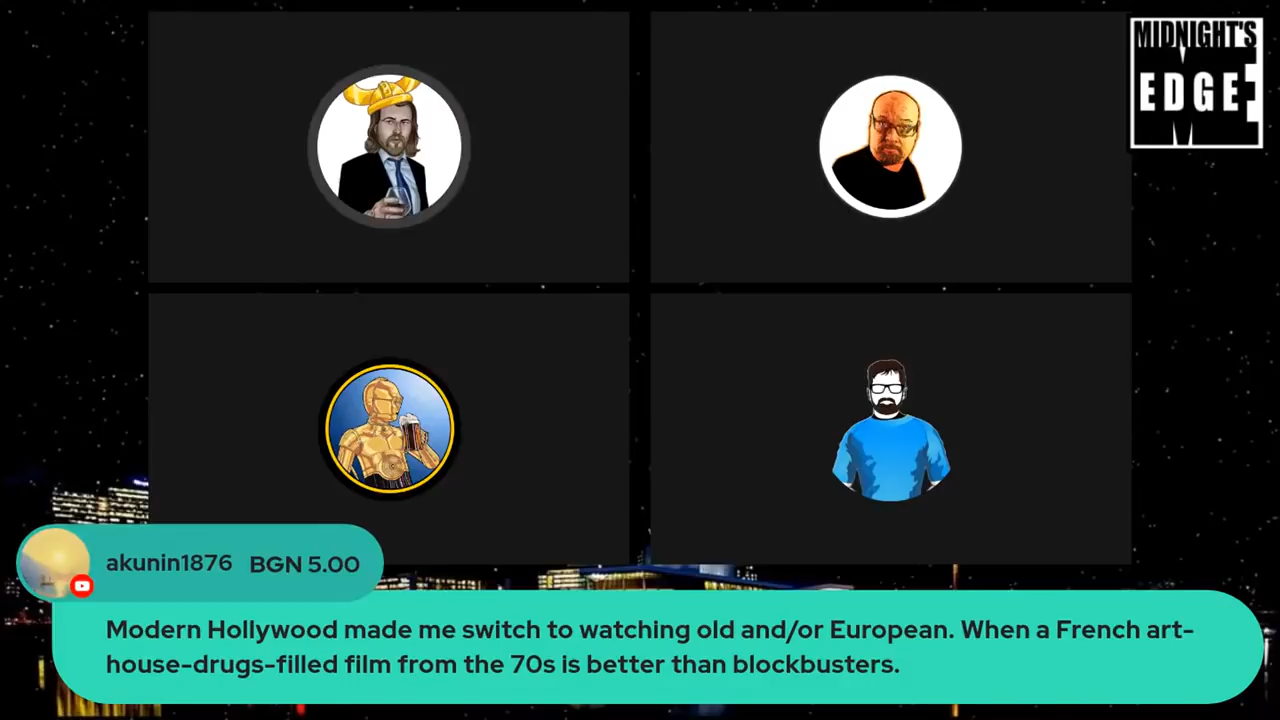 MIDNIGHT'S
EDGE
akunin1876 BGN 5.00
Modern Hollywood made me switch to watching old and/or European. When a French art-
house-drugs-filled film from the 70s is better than blockbusters.